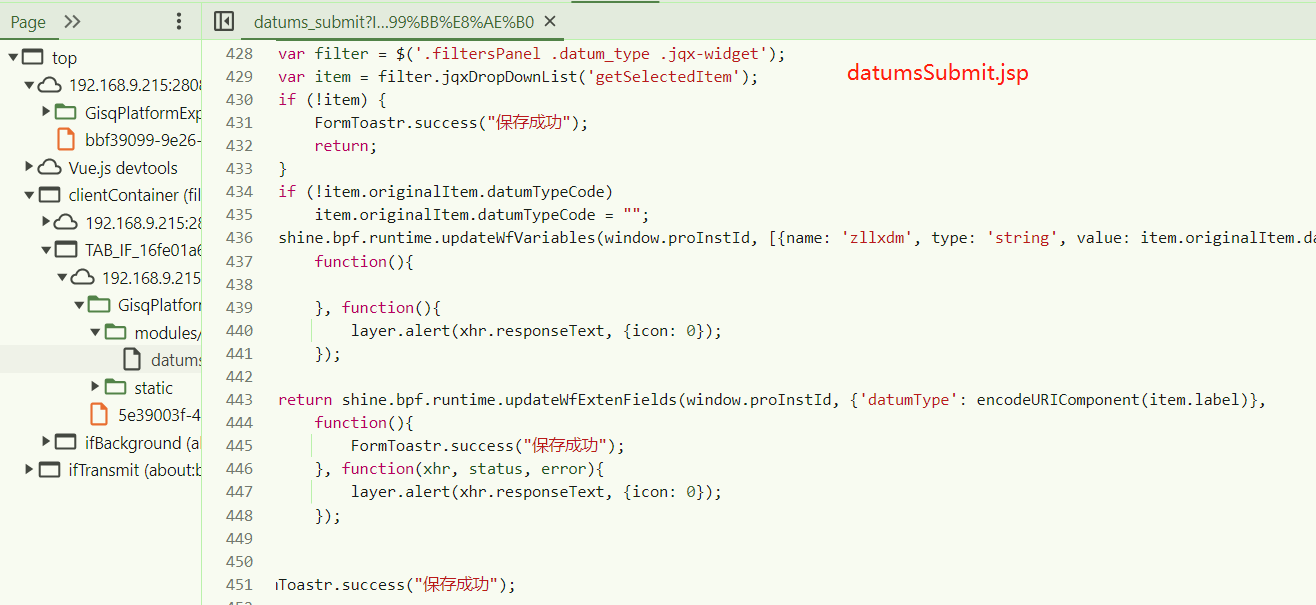 Page
datums_submit?I...99%BB%E8%AE%B0
top
192.168.9.215:2808
GisqPlatformExp
bbf39099-9e26-
Vue.js devtools
clientContainer (fil
192.168.9.215:28
TAB_IF_16fe01a6
192.168.9.215
GisqPlatfor
modules/
datums
static
5e39003f-4
ifBackground (al
ifTransmit (about:b
datumsSubmit.jsp
428 var filter = $('.filtersPanel .datum_type .jqx-widget');
429 var item = filter.jqxDropDownList('getSelectedItem');
430 if (!item) {
431 FormToastr.success("保存成功");
432 return;
433 }
434 if (!item.originalItem.datumTypeCode)
435 item.originalItem.datumTypeCode = "";
436 shine.bpf.runtime.updateWfVariables(window.proInstId, [{name: 'zllxdm', type: 'string', value: item.originalItem.da
437 function(){
438
439 }, function(){
440 layer.alert(xhr.responseText, {icon: 0});
441 });
442
443 return shine.bpf.runtime.updateWfExtenFields(window.proInstId, {'datumType': encodeURIComponent(item.label)},
444 function(){
445 FormToastr.success("保存成功");
446 }, function(xhr, status, error){
447 layer.alert(xhr.responseText, {icon: 0});
448 });
449
450
451 Toastr.success("保存成功");